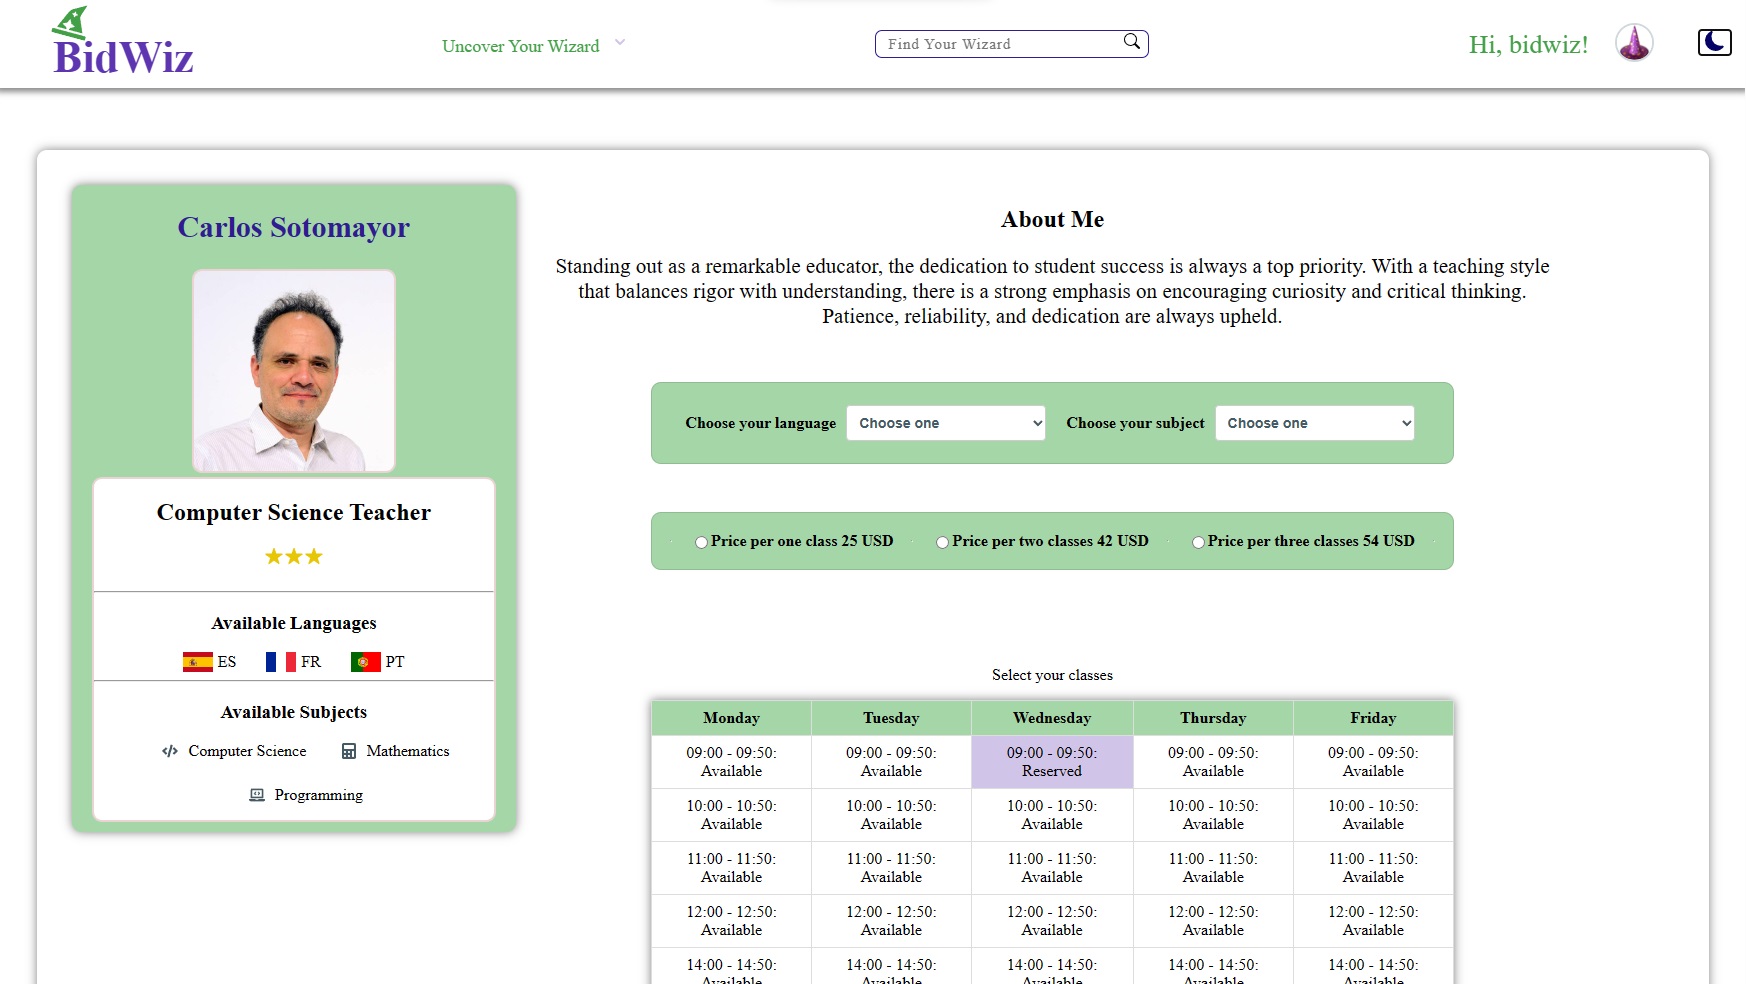 BidWiz
Uncover Your Wizard
Find Your Wizard
Hi, bidwiz!
Carlos Sotomayor
Computer Science Teacher
Available Languages
ES FR PT
Available Subjects
Computer Science Mathematics
Programming
About Me
Standing out as a remarkable educator, the dedication to student success is always a top priority. With a teaching style
that balances rigor with understanding, there is a strong emphasis on encouraging curiosity and critical thinking.
Patience, reliability, and dedication are always upheld.
Choose your language Choose one Choose your subject Choose one
Price per one class 25 USD Price per two classes 42 USD Price per three classes 54 USD
Select your classes
Monday Tuesday Wednesday Thursday Friday
09:00 - 09:50: 09:00 - 09:50: 09:00 - 09:50: 09:00 - 09:50: 09:00 - 09:50:
Available Available Reserved Available Available
10:00 - 10:50: 10:00 - 10:50: 10:00 - 10:50: 10:00 - 10:50: 10:00 - 10:50:
Available Available Available Available Available
11:00 - 11:50: 11:00 - 11:50: 11:00 - 11:50: 11:00 - 11:50: 11:00 - 11:50:
Available Available Available Available Available
12:00 - 12:50: 12:00 - 12:50: 12:00 - 12:50: 12:00 - 12:50: 12:00 - 12:50:
Available Available Available Available Available
14:00 - 14:50: 14:00 - 14:50: 14:00 - 14:50: 14:00 - 14:50: 14:00 - 14:50:
Available Available Available Available Available